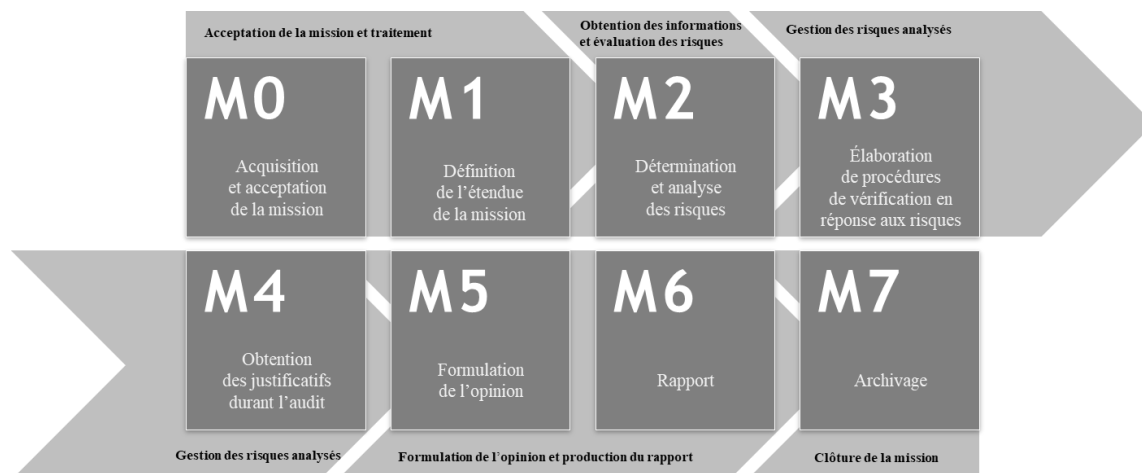 Acceptation de la mission et traitement
Obtention des informations
et évaluation des risques
Gestion des risques analysés
M0
Acquisition
et acceptation
de la mission
M1
Définition
de l’étendue
de la mission
M2
Détermination
et analyse
des risques
M3
Élaboration
de procédures
de vérification en
réponse aux risques
M4
Obtention
des justificatifs
durant l’audit
M5
Formulation
de l’opinion
M6
Rapport
M7
Archivage
Gestion des risques analysés
Formulation de l’opinion et production du rapport
Clôture de la mission